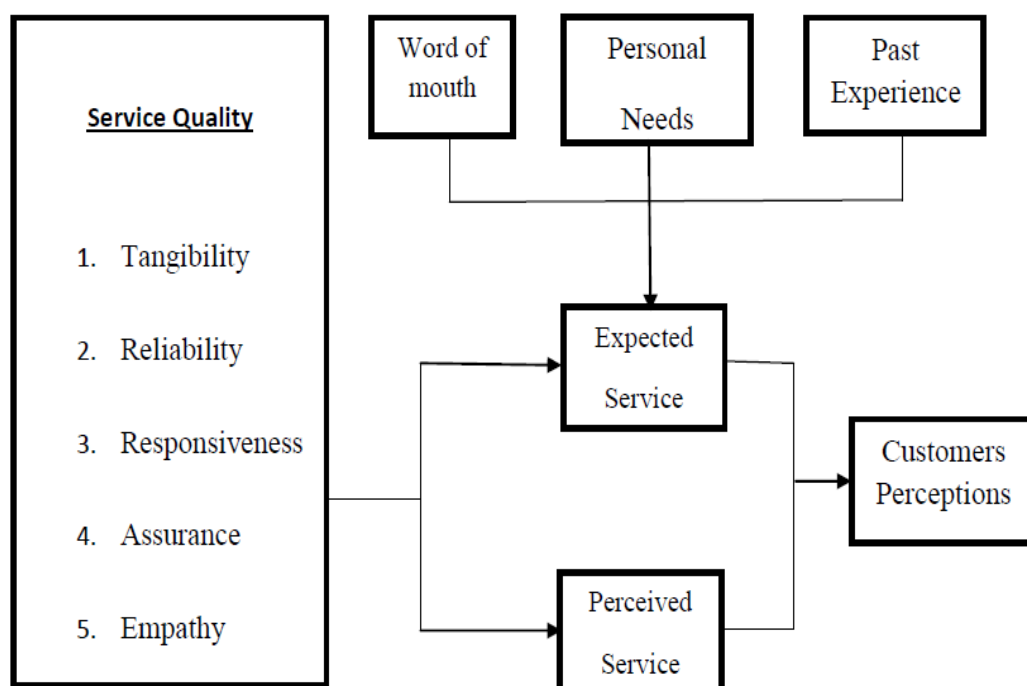 Service Quality
1. Tangibility
2. Reliability
3. Responsiveness
4. Assurance
5. Empathy
Word of
mouth
Personal
Needs
Past
Experience
Expected
Service
Perceived
Service
Customers
Perceptions